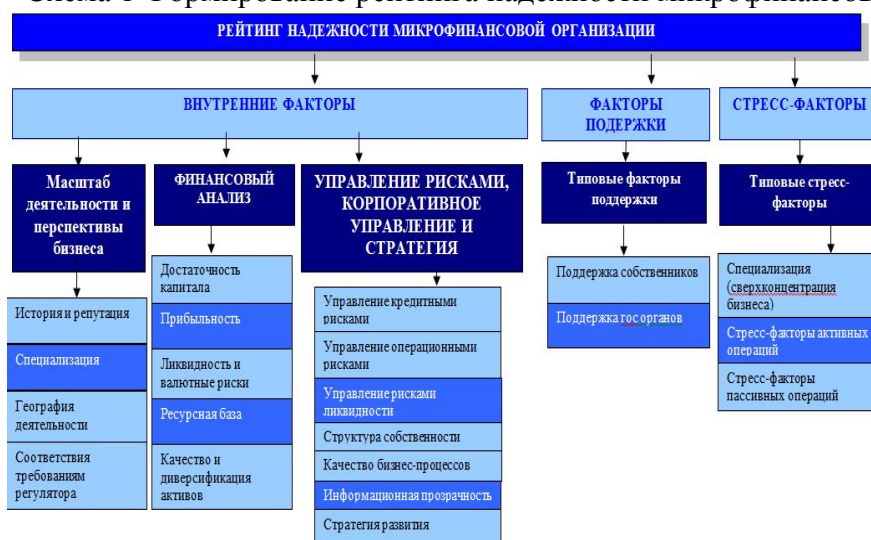 Схема 1 Формирование рейтинга надежности микрофинансов
РЕЙТИНГ НАДЕЖНОСТИ МИКРОФИНАНСОВОЙ ОРГАНИЗАЦИИ
ВНУТРЕННИЕ ФАКТОРЫ
ФАКТОРЫ
ПОДЕРЖКИ
СТРЕСС-ФАКТОРЫ
Масштаб
деятельности и
перспективы
бизнеса
ФИНАНСОВЫЙ
АНАЛИЗ
УПРАВЛЕНИЕ РИСКАМИ,
КОРПОРАТИВНОЕ
УПРАВЛЕНИЕ И
СТРАТЕГИЯ
Типовые факторы
поддержки
Типовые стресс-
факторы
История и репутация
Специализация
География
деятельности
Соответствия
требованиям
регулятора
Достаточность
капитала
Прибыльность
Ликвидность и
валютные риски
Ресурсная база
Качество и
диверсификация
активов
Управление кредитными
рисками
Управление операционными
рисками
Управление рисками
ликвидности
Структура собственности
Качество бизнес-процессов
Информационная прозрачность
Стратегия развития
Поддержка собственников
Поддержка гос органов
Специализация
(сверхконцентрация
бизнеса)
Стресс-факторы активных
операций
Стресс-факторы
пассивных операций